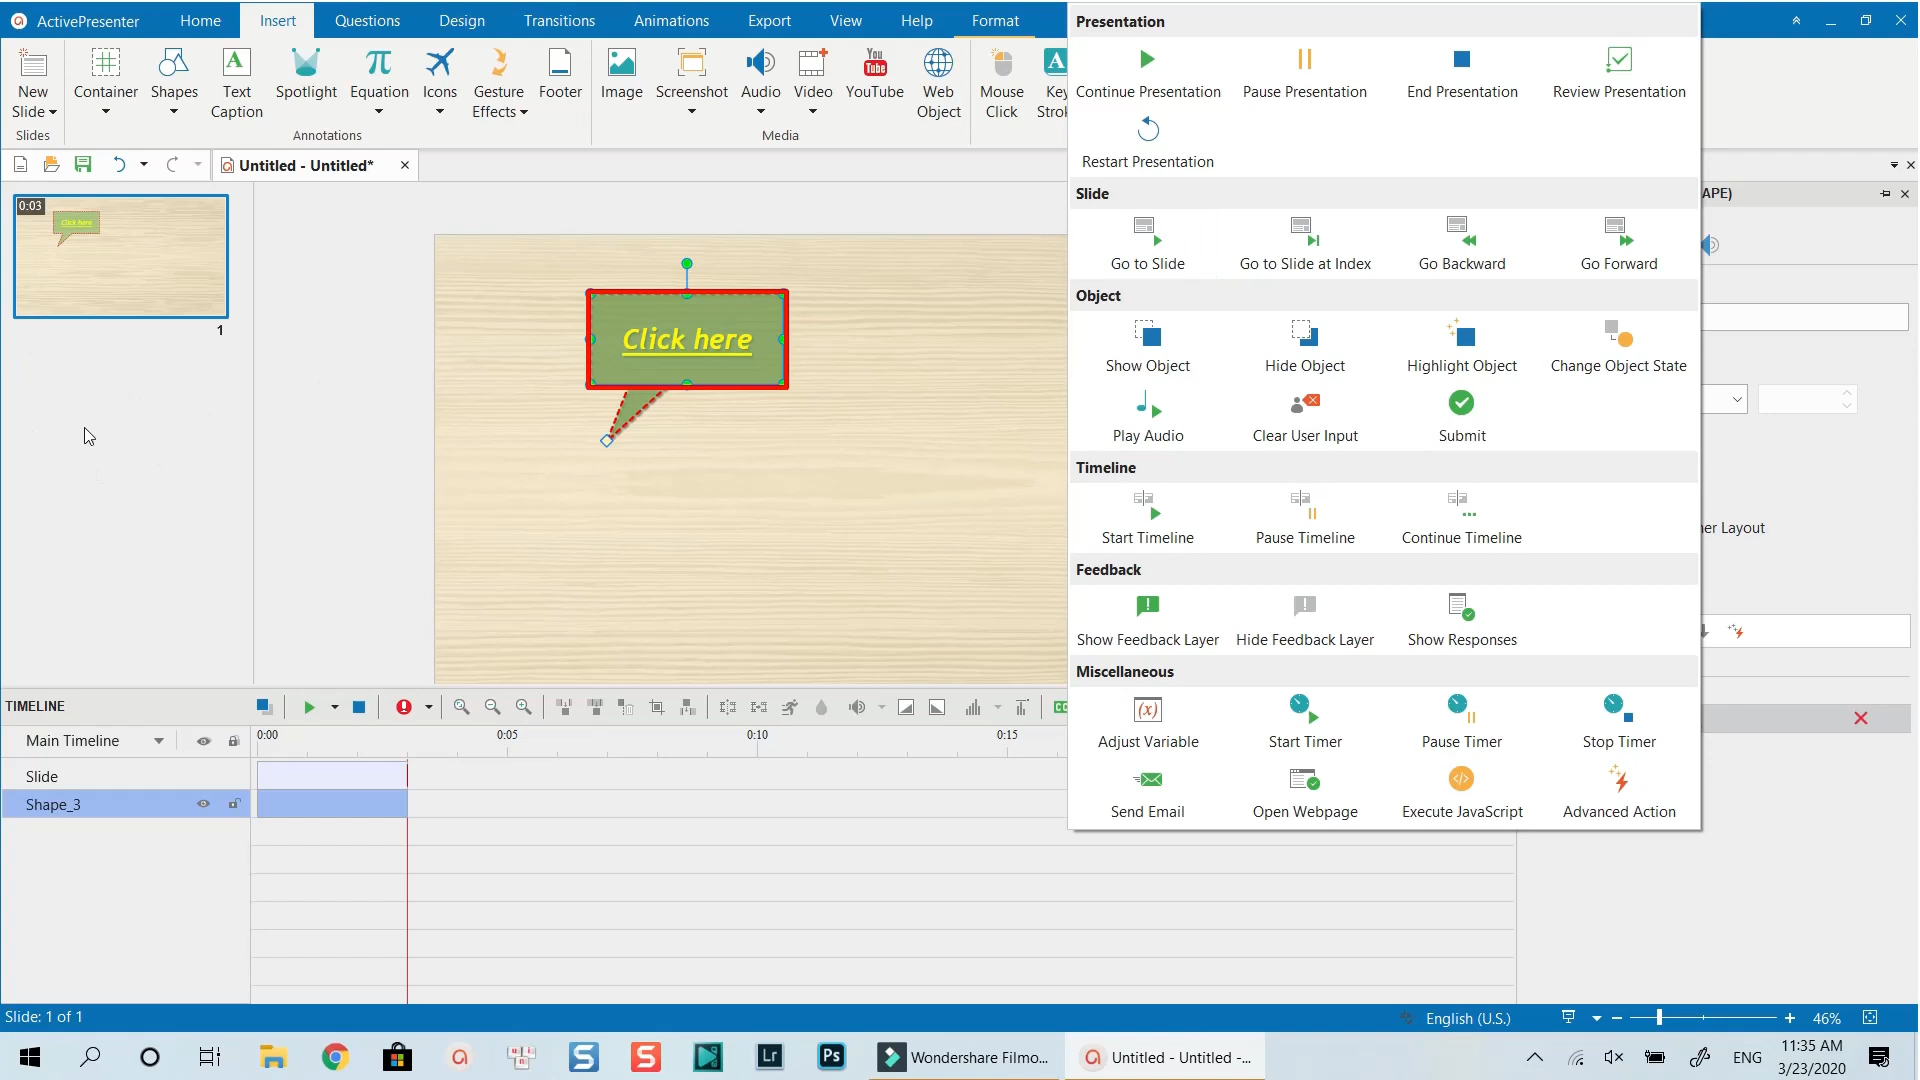 ActivePresenter
Home
Insert
Questions
Design
Transitions
Animations
Export
View
Help
Format
New
Slide
Container
Shapes
Text
Caption
Spotlight
Equation
Icons
Gesture
Effects
Footer
Image
Screenshot
Audio
Video
YouTube
Web
Object
Mouse
Click
Key
Strok
Slides
Annotations
Media
Untitled - Untitled*
0:03
Click here
1
Click here
Presentation
Continue Presentation
Pause Presentation
End Presentation
Review Presentation
Restart Presentation
Slide
Go to Slide
Go to Slide at Index
Go Backward
Go Forward
Object
Show Object
Hide Object
Highlight Object
Change Object State
Play Audio
Clear User Input
Submit
Timeline
Start Timeline
Pause Timeline
Continue Timeline
Feedback
Show Feedback Layer
Hide Feedback Layer
Show Responses
Miscellaneous
Adjust Variable
Start Timer
Pause Timer
Stop Timer
Send Email
Open Webpage
Execute JavaScript
Advanced Action
APE)
er Layout
TIMELINE
CC
Main Timeline
0:00
0:05
0:10
0:15
Slide
Shape_3
Slide: 1 of 1
English (U.S.)
46%
Lr
Ps
Wondershare Filmo...
Untitled - Untitled -...
ENG
11:35 AM
3/23/2020